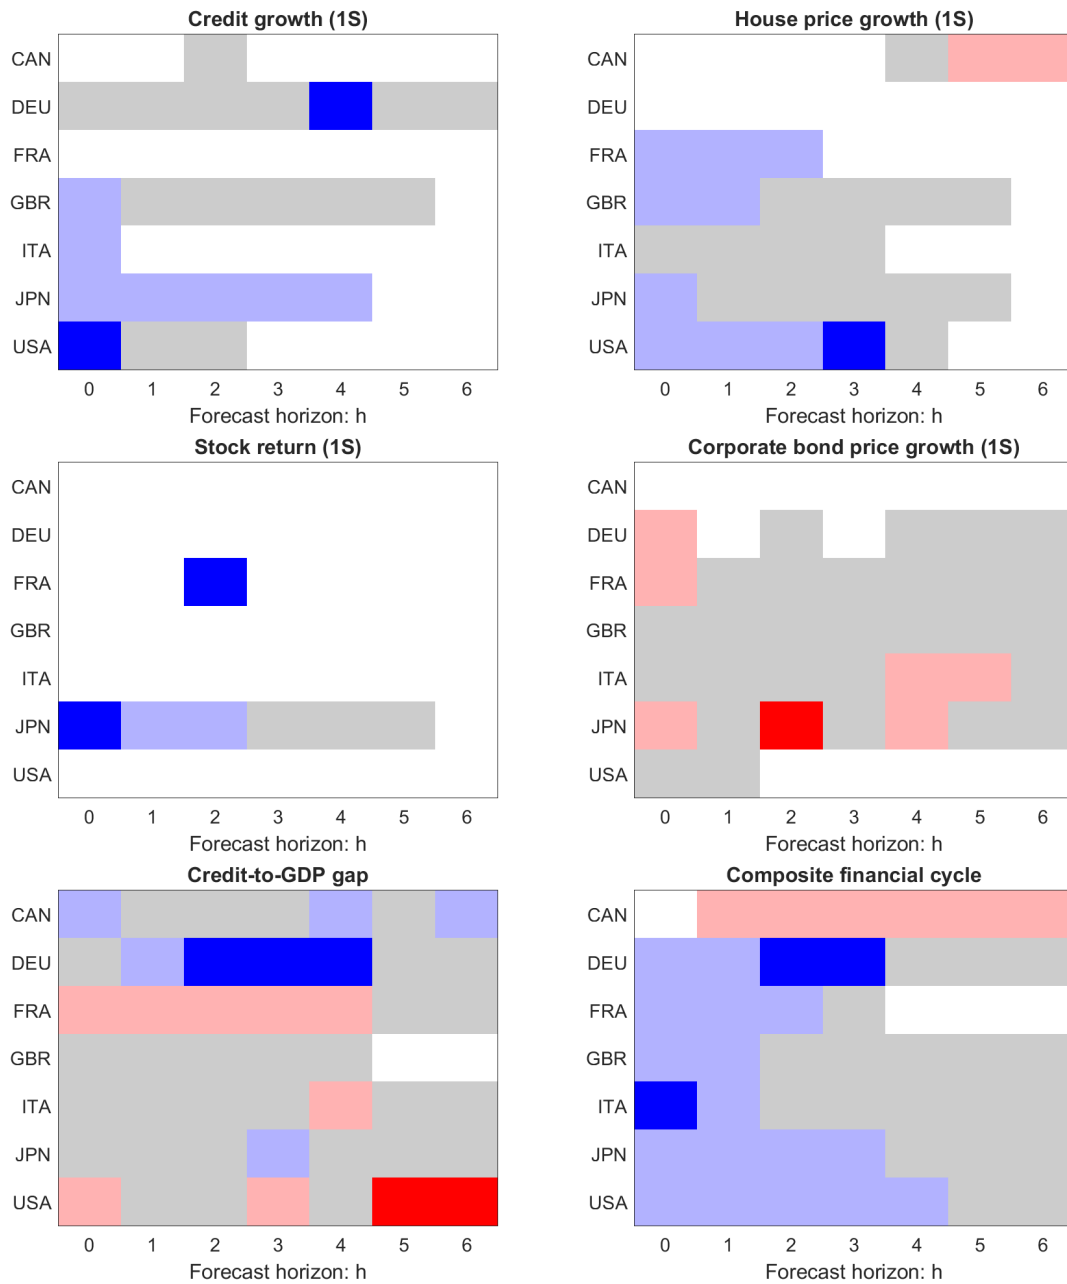 Credit growth (1S)
CAN
DEU
FRA
GBR
ITA
JPN
USA
0 1 2 3 4 5 6
Forecast horizon: h
House price growth (1S)
CAN
DEU
FRA
GBR
ITA
JPN
USA
0 1 2 3 4 5 6
Forecast horizon: h
Stock return (1S)
CAN
DEU
FRA
GBR
ITA
JPN
USA
0 1 2 3 4 5 6
Forecast horizon: h
Corporate bond price growth (1S)
CAN
DEU
FRA
GBR
ITA
JPN
USA
0 1 2 3 4 5 6
Forecast horizon: h
Credit-to-GDP gap
CAN
DEU
FRA
GBR
ITA
JPN
USA
0 1 2 3 4 5 6
Forecast horizon: h
Composite financial cycle
CAN
DEU
FRA
GBR
ITA
JPN
USA
0 1 2 3 4 5 6
Forecast horizon: h